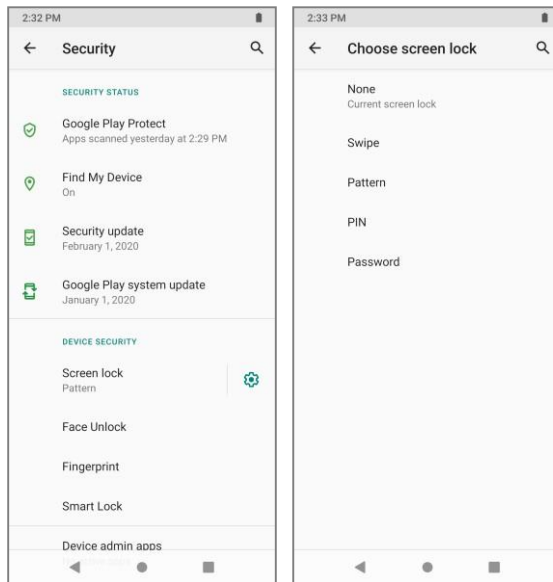 2:32 PM
Security
SECURITY STATUS
Google Play Protect
Apps scanned yesterday at 2:29 PM
Find My Device
On
Security update
February 1, 2020
Google Play system update
January 1, 2020
DEVICE SECURITY
Screen lock
Pattern
Face Unlock
Fingerprint
Smart Lock
Device admin apps
2:33 PM
Choose screen lock
None
Current screen lock
Swipe
Pattern
PIN
Password